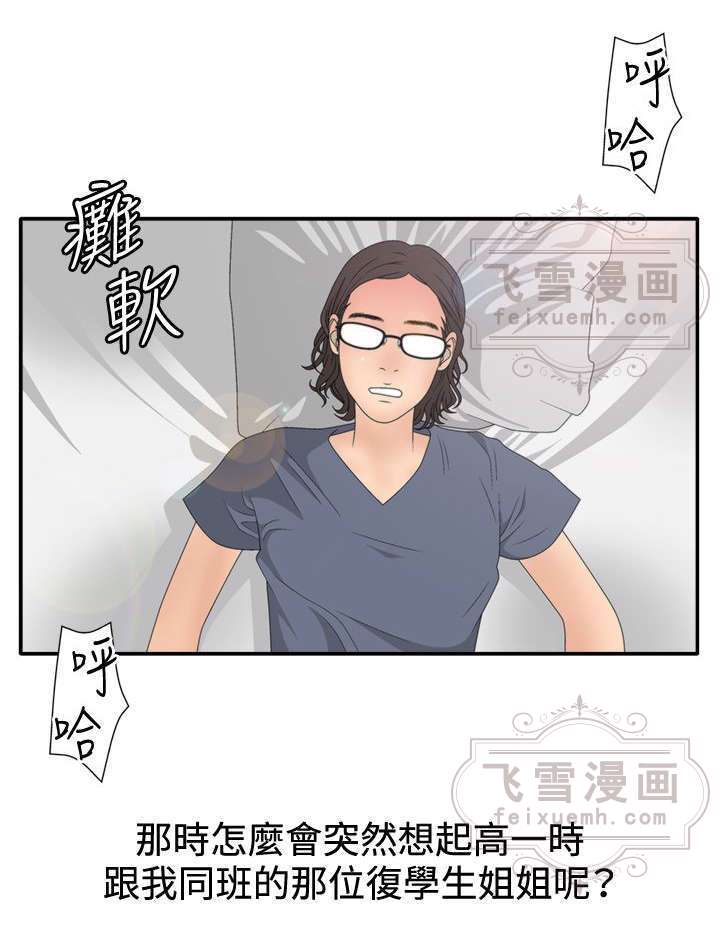 呼哈
癱軟
飞雪漫画
feixuemh.com
呼哈
飞雪漫画
feixuemh.com
那時怎麼會突然想起高一時
跟我同班的那位復學生姐姐呢？